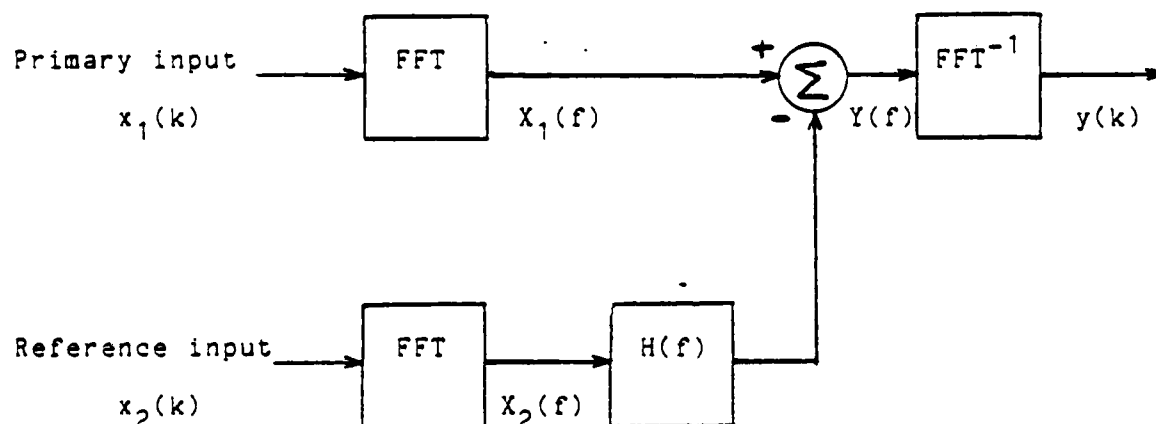 Primary input
x₁(k)
FFT
X₁(f)
+
Σ
-
Y(f)
FFT⁻¹
y(k)
Reference input
x₂(k)
FFT
X₂(f)
H(f)